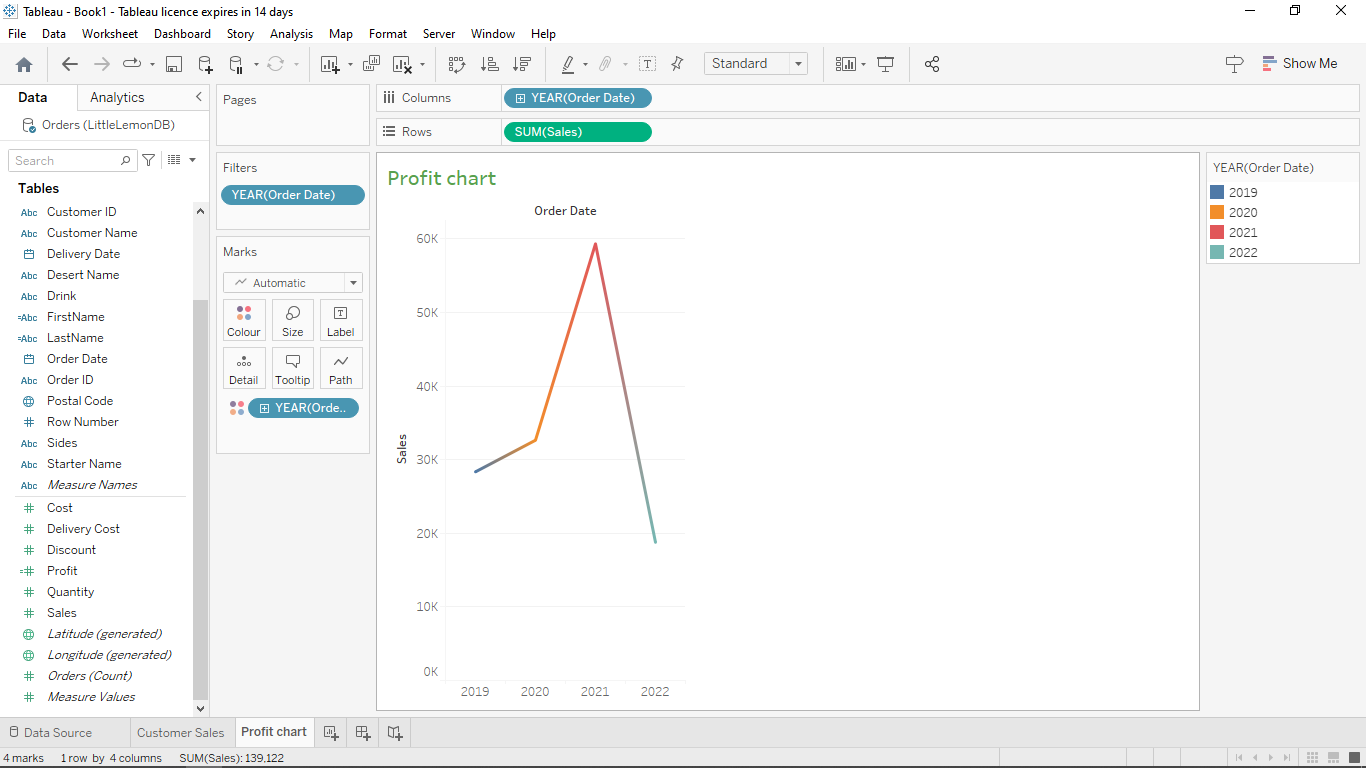 Tableau - Book1 - Tableau licence expires in 14 days
File Data Worksheet Dashboard Story Analysis Map Format Server Window Help
Standard
Show Me
Data Analytics
Orders (LittleLemonDB)
Search
Tables
Abc Customer ID
Abc Customer Name
Delivery Date
Abc Desert Name
Abc Drink
=Abc FirstName
=Abc LastName
Order Date
Abc Order ID
Postal Code
# Row Number
Abc Sides
Abc Starter Name
Abc Measure Names
# Cost
# Delivery Cost
# Discount
=# Profit
# Quantity
# Sales
Latitude (generated)
Longitude (generated)
# Orders (Count)
# Measure Values
Pages
Filters
YEAR(Order Date)
Marks
Automatic
Colour Size Label
Detail Tooltip Path
YEAR(Orde..
Columns YEAR(Order Date)
Rows SUM(Sales)
Profit chart
Order Date
60K
50K
40K
30K
20K
10K
0K
Sales
2019 2020 2021 2022
YEAR(Order Date)
2019
2020
2021
2022
Data Source Customer Sales Profit chart
4 marks 1 row by 4 columns SUM(Sales): 139,122